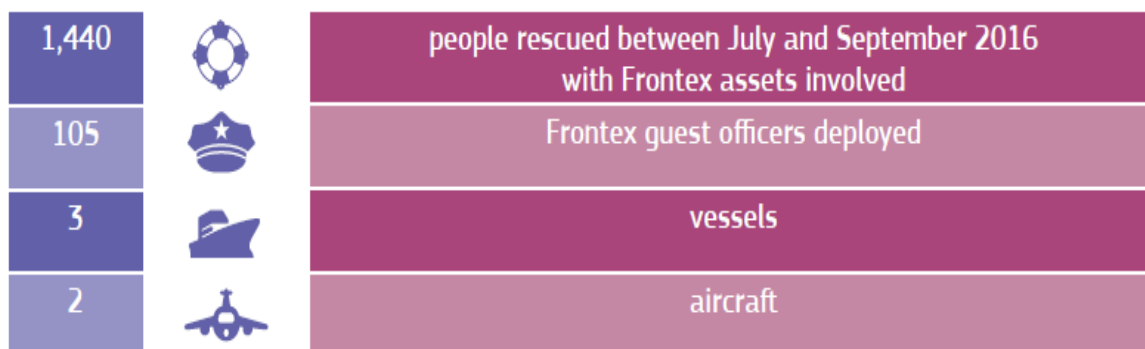 1,440
people rescued between July and September 2016
with Frontex assets involved
105
Frontex guest officers deployed
3
vessels
2
aircraft